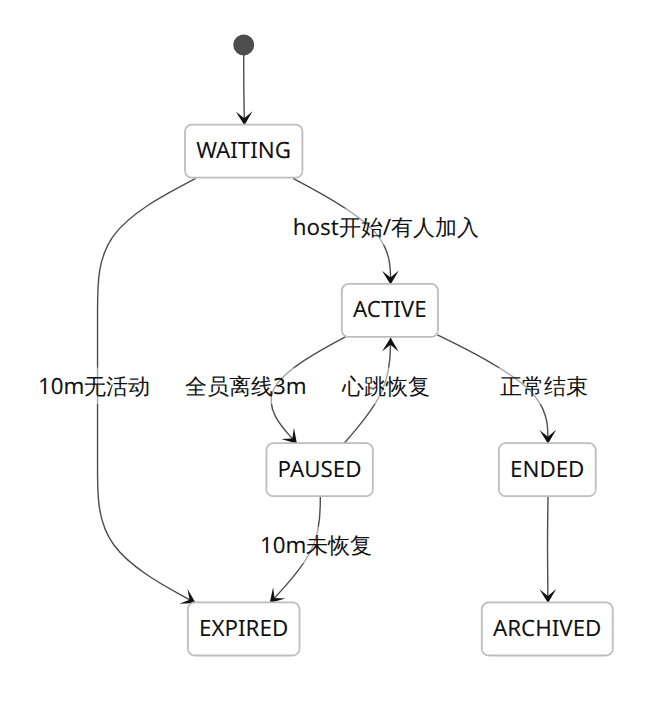 WAITING
host开始/有人加入
ACTIVE
10m无活动
全员离线3m
心跳恢复
正常结束
PAUSED
ENDED
10m未恢复
EXPIRED
ARCHIVED